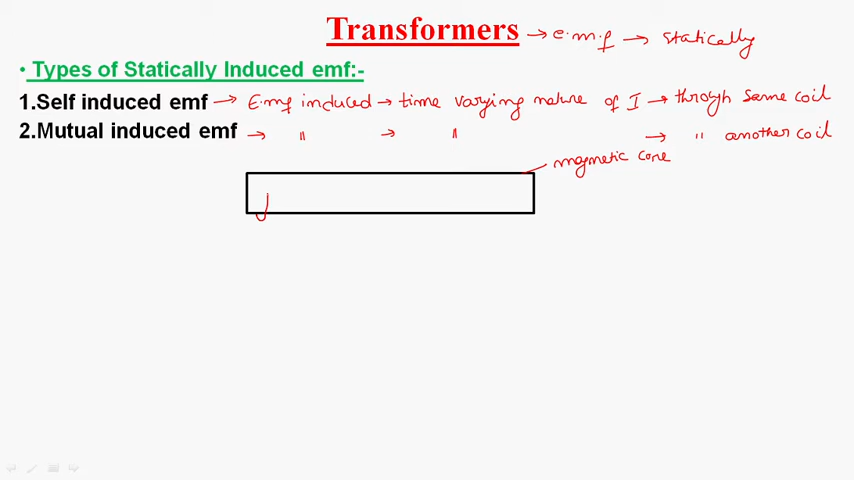 Transformers → e.m.f → statically
• Types of Statically Induced emf:-
1.Self induced emf → E.mf induced → time varying nature of I → through same coil
2.Mutual induced emf → " → " → " another coil
magnetic core